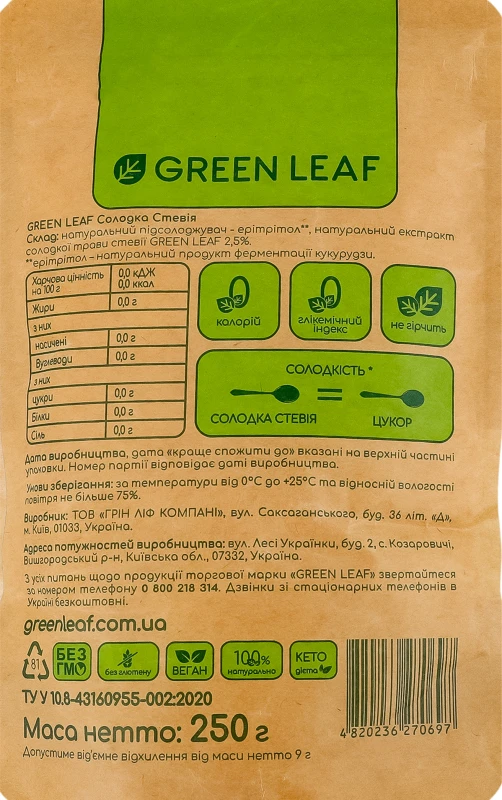 GREEN LEAF
GREEN LEAF Солодка Стевія
Склад: натуральний підсолоджувач - ерітрітол**, натуральний екстракт
солодкої трави стевії GREEN LEAF 2,5%.
**ерітрітол – натуральний продукт ферментації кукурудзи.
Харчова цінність на 100 г 0,0 кДЖ 0,0 ккал
Жири 0,0 г
з них
насичені 0,0 г
Вуглеводи 0,0 г
з них
цукри 0,0 г
Білки 0,0 г
Сіль 0,0 г
0 калорій
0 глікемічний індекс
не гірчить
СОЛОДКІСТЬ *
=
СОЛОДКА СТЕВІЯ ЦУКОР
Дата виробництва, дата «краще спожити до» вказані на верхній частині
упаковки. Номер партії відповідає даті виробництва.
Умови зберігання: за температури від 0°С до +25°С та відносній вологості
повітря не більше 75%.
Виробник: ТОВ «ГРІН ЛІФ КОМПАНІ», вул. Саксаганського, буд. 36 літ. «Д»,
м. Київ, 01033, Україна.
Адреса потужностей виробництва: вул. Лесі Українки, буд. 2, с. Козаровичі,
Вишгородський р-н, Київська обл., 07332, Україна.
З усіх питань щодо продукції торгової марки «GREEN LEAF» звертайтеся
за номером телефону 0 800 218 314. Дзвінки зі стаціонарних телефонів в
Україні безкоштовні.
greenleaf.com.ua
81
БЕЗ ГМО
без глютену
ВЕГАН
100% натурально
КЕТО дієта
ТУ У 10.8-43160955-002:2020
Маса нетто: 250 г
4 820236 270697
Допустиме від'ємне відхилення від маси нетто 9 г